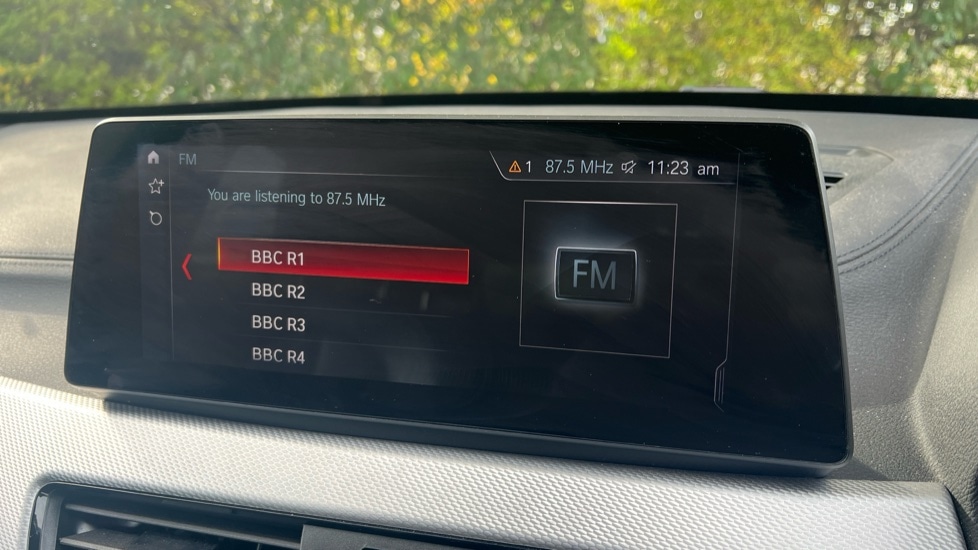 FM
1 87.5 MHz 11:23 am
You are listening to 87.5 MHz
BBC R1
BBC R2
BBC R3
BBC R4
FM